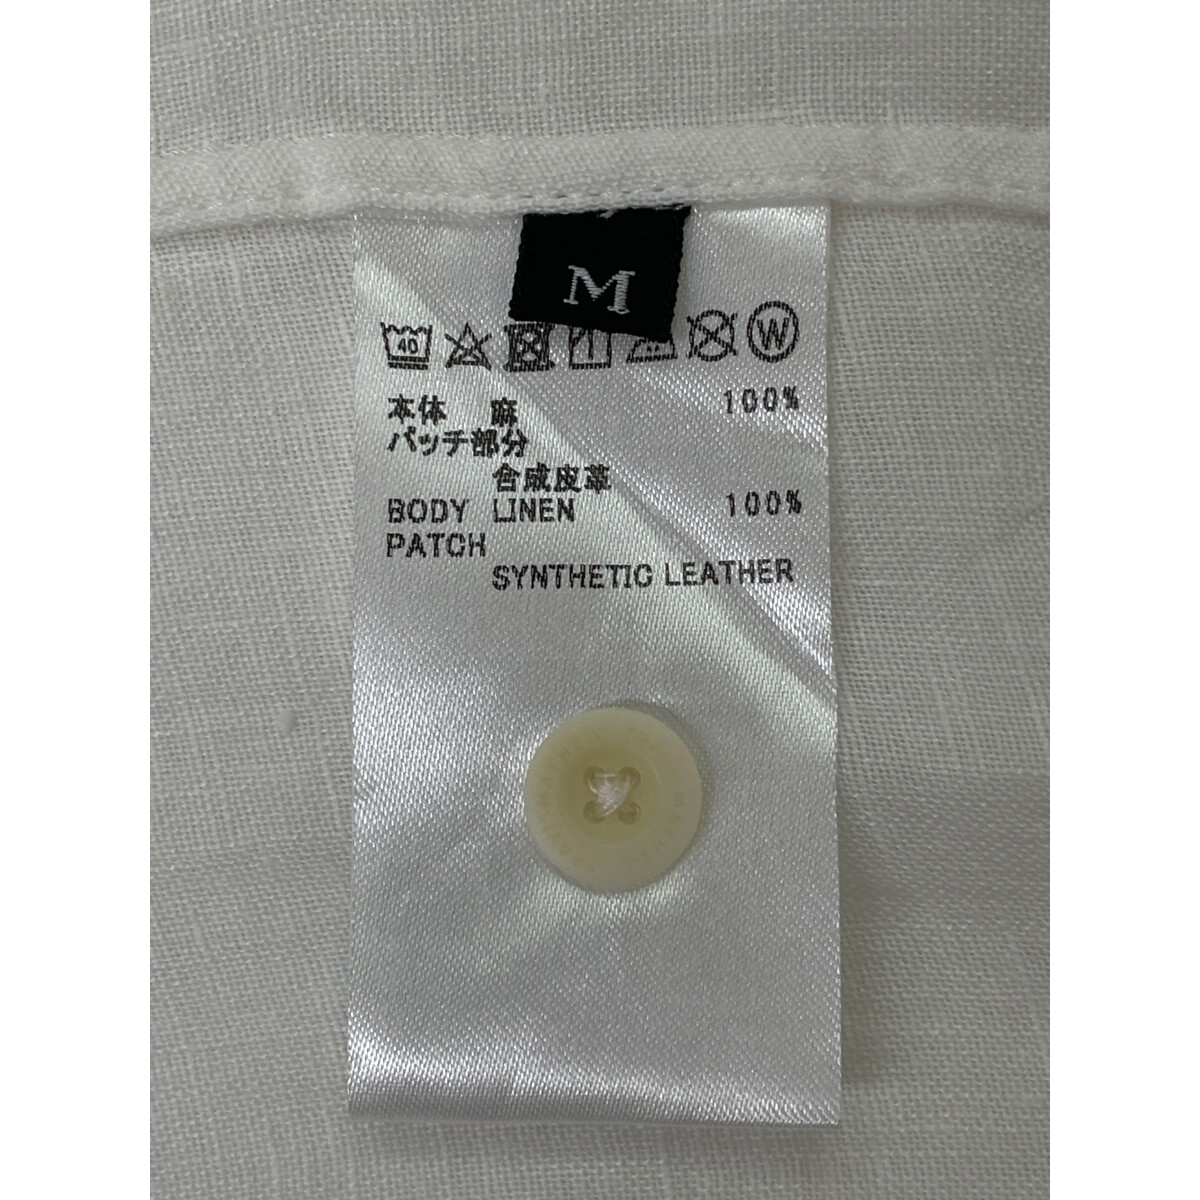 M
40
W
本体 麻 100%
パッチ部分
合成皮革
BODY LINEN 100%
PATCH
SYNTHETIC LEATHER